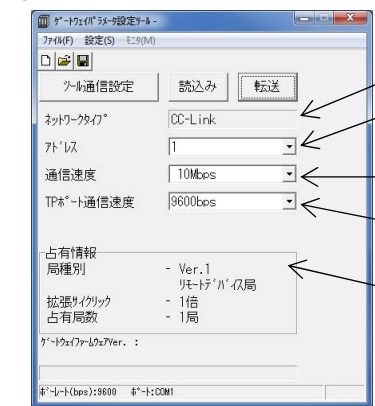 ｹﾞｰﾄｳｪｲﾊﾟﾗﾒｰﾀ設定ﾂｰﾙ -
ﾌｧｲﾙ(F) 設定(S) ﾓﾆﾀ(M)
ﾂｰﾙ通信設定 読込み 転送
ﾈｯﾄﾜｰｸﾀｲﾌﾟ CC-Link
ｱﾄﾞﾚｽ 1
通信速度 10Mbps
TPﾎﾟｰﾄ通信速度 9600bps
占有情報
局種別 - Ver.1
ﾘﾓｰﾄﾃﾞﾊﾞｲｽ局
拡張ｻｲｸﾘｯｸ - 1倍
占有局数 - 1局
ｹﾞｰﾄｳｪｲﾌｧｰﾑｳｪｱVer. :
ﾎﾞｰﾚｰﾄ(bps):9600 ﾎﾟｰﾄ:COM1